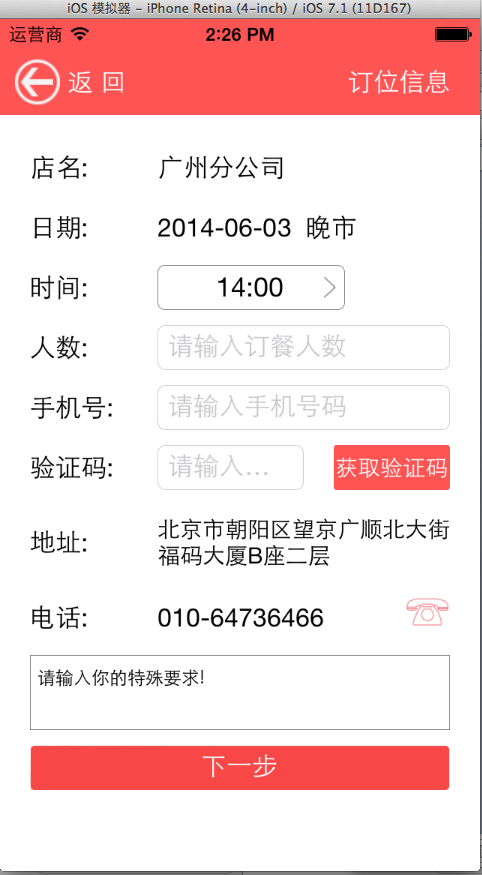 iOS 模拟器 – iPhone Retina (4-inch) / iOS 7.1 (11D167)
运营商 2:26 PM
返 回 订位信息
店名: 广州分公司
日期: 2014-06-03 晚市
时间: 14:00
人数: 请输入订餐人数
手机号: 请输入手机号码
验证码: 请输入... 获取验证码
地址: 北京市朝阳区望京广顺北大街
福码大厦B座二层
电话: 010-64736466
请输入你的特殊要求!
下一步